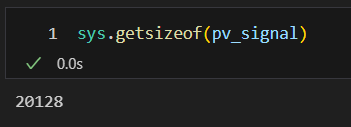 1 sys.getsizeof(pv_signal)
✓ 0.0s
20128